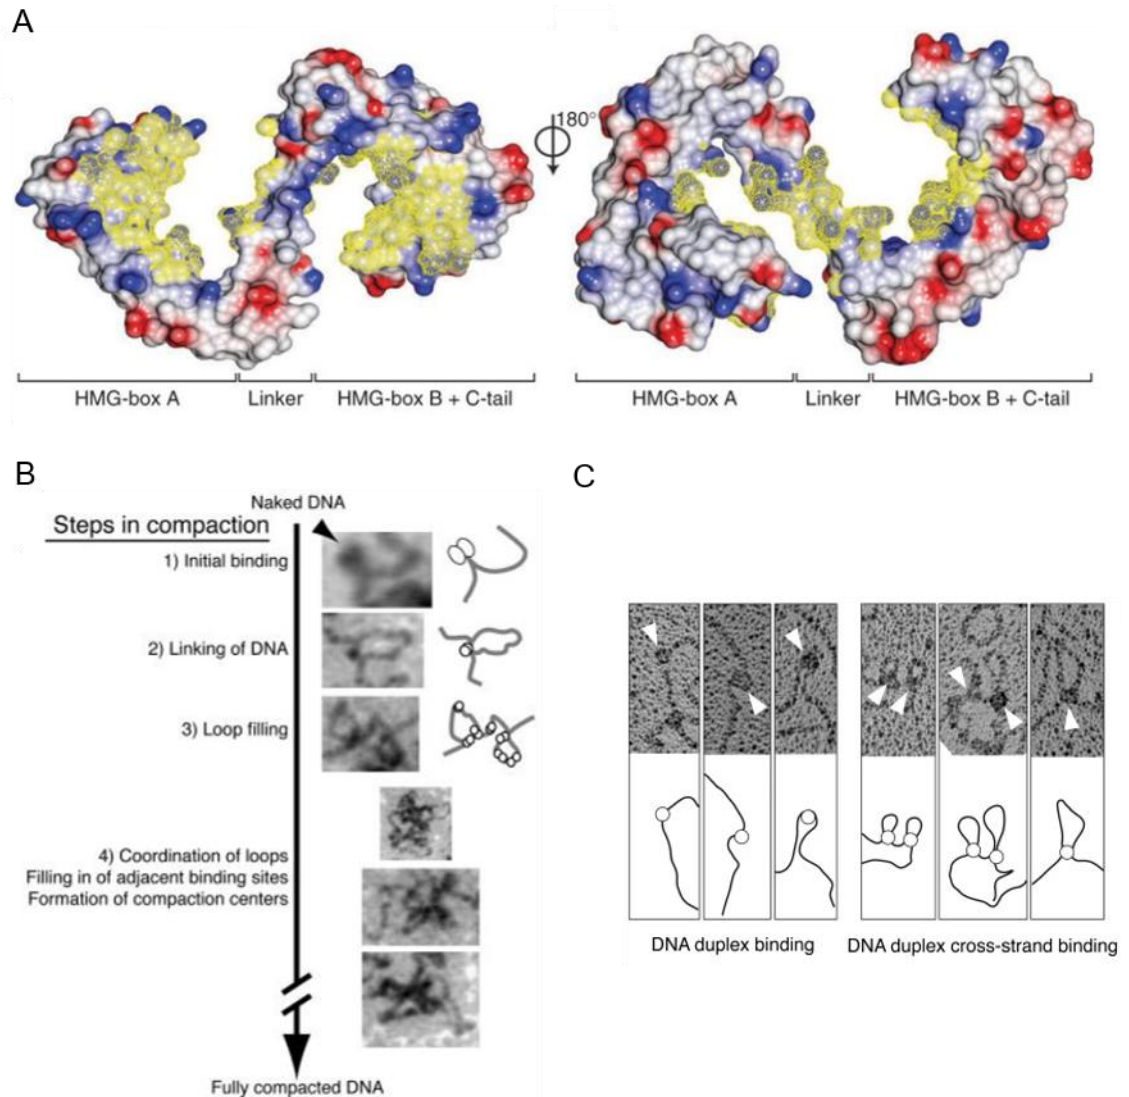 A
180°
HMG-box A
Linker
HMG-box B + C-tail
HMG-box A
Linker
HMG-box B + C-tail
B
Naked DNA
Steps in compaction
1) Initial binding
2) Linking of DNA
3) Loop filling
4) Coordination of loops
Filling in of adjacent binding sites
Formation of compaction centers
Fully compacted DNA
C
DNA duplex binding
DNA duplex cross-strand binding